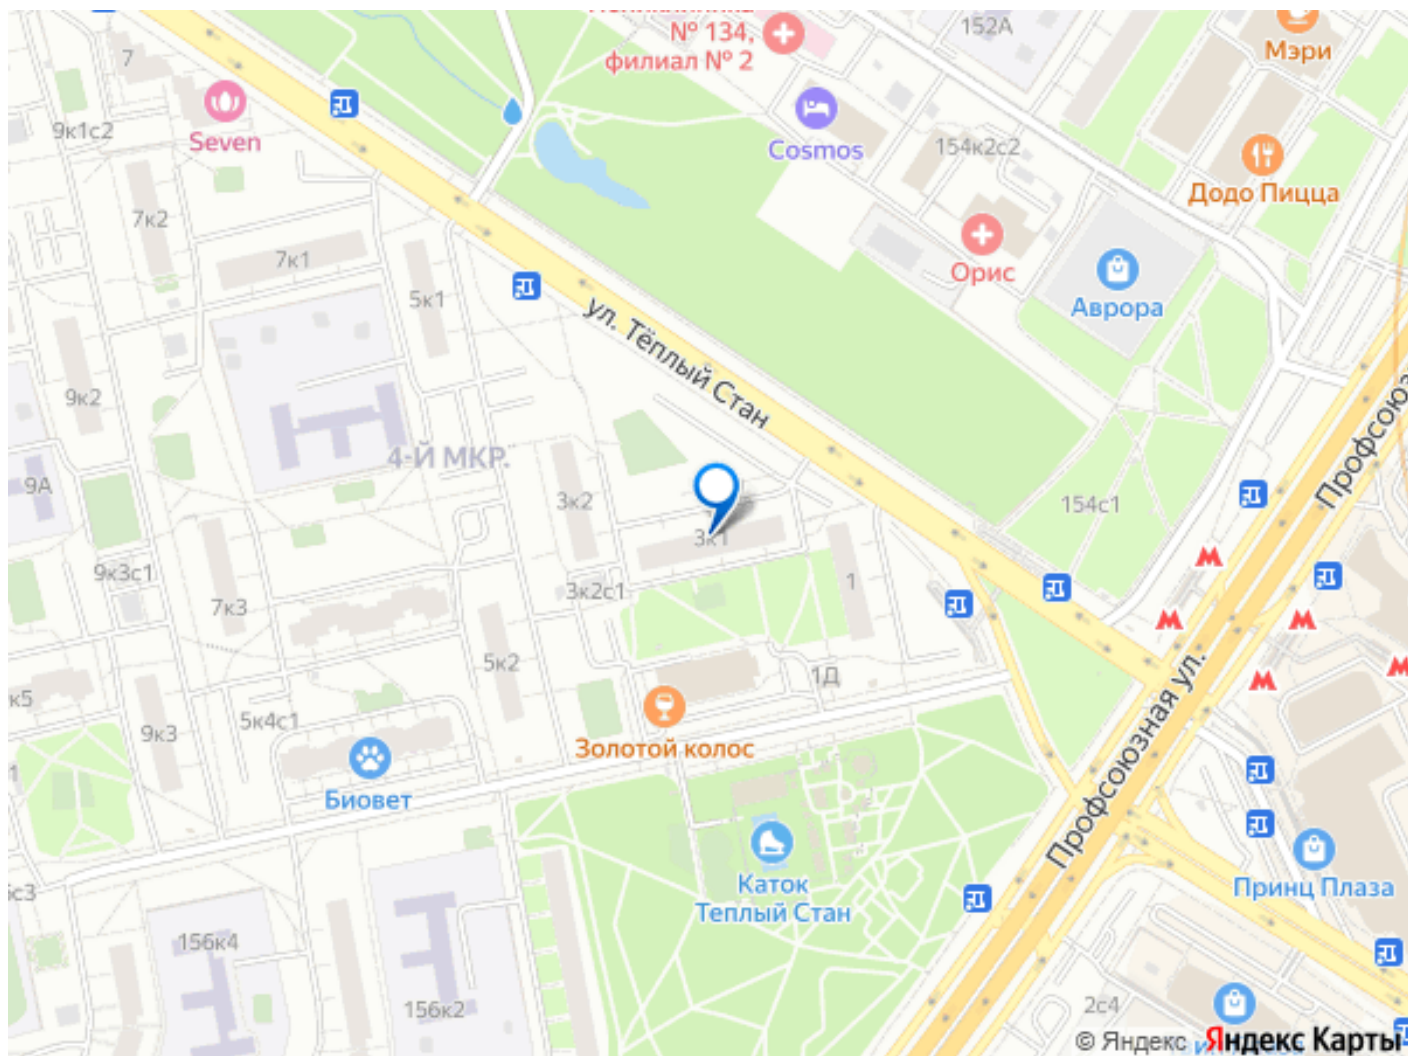 № 134,
филиал № 2
152А
Мэри
7
9к1с2
Seven
Cosmos
154к2с2
Додо Пицца
7к2
7к1
5к1
Орис
Аврора
ул. Тёплый Стан
9к2
4-Й МКР.
9А
3к2
3к1
154с1
Профсоюз
9к3с1
7к3
3к2с1
1
5к2
1Д
к5
5к4с1
9к3
Золотой колос
Биовет
Профсоюзная ул.
Каток
Теплый Стан
Принц Плаза
156к4
156к2
2с4
© Яндекс Яндекс Карты